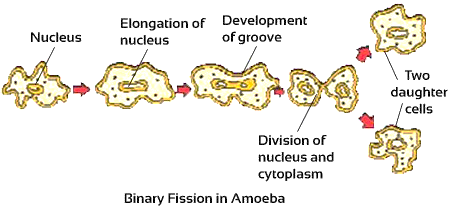 Nucleus
Elongation of
nucleus
Development
of groove
Two
daughter
cells
Division of
nucleus and
cytoplasm
Binary Fission in Amoeba